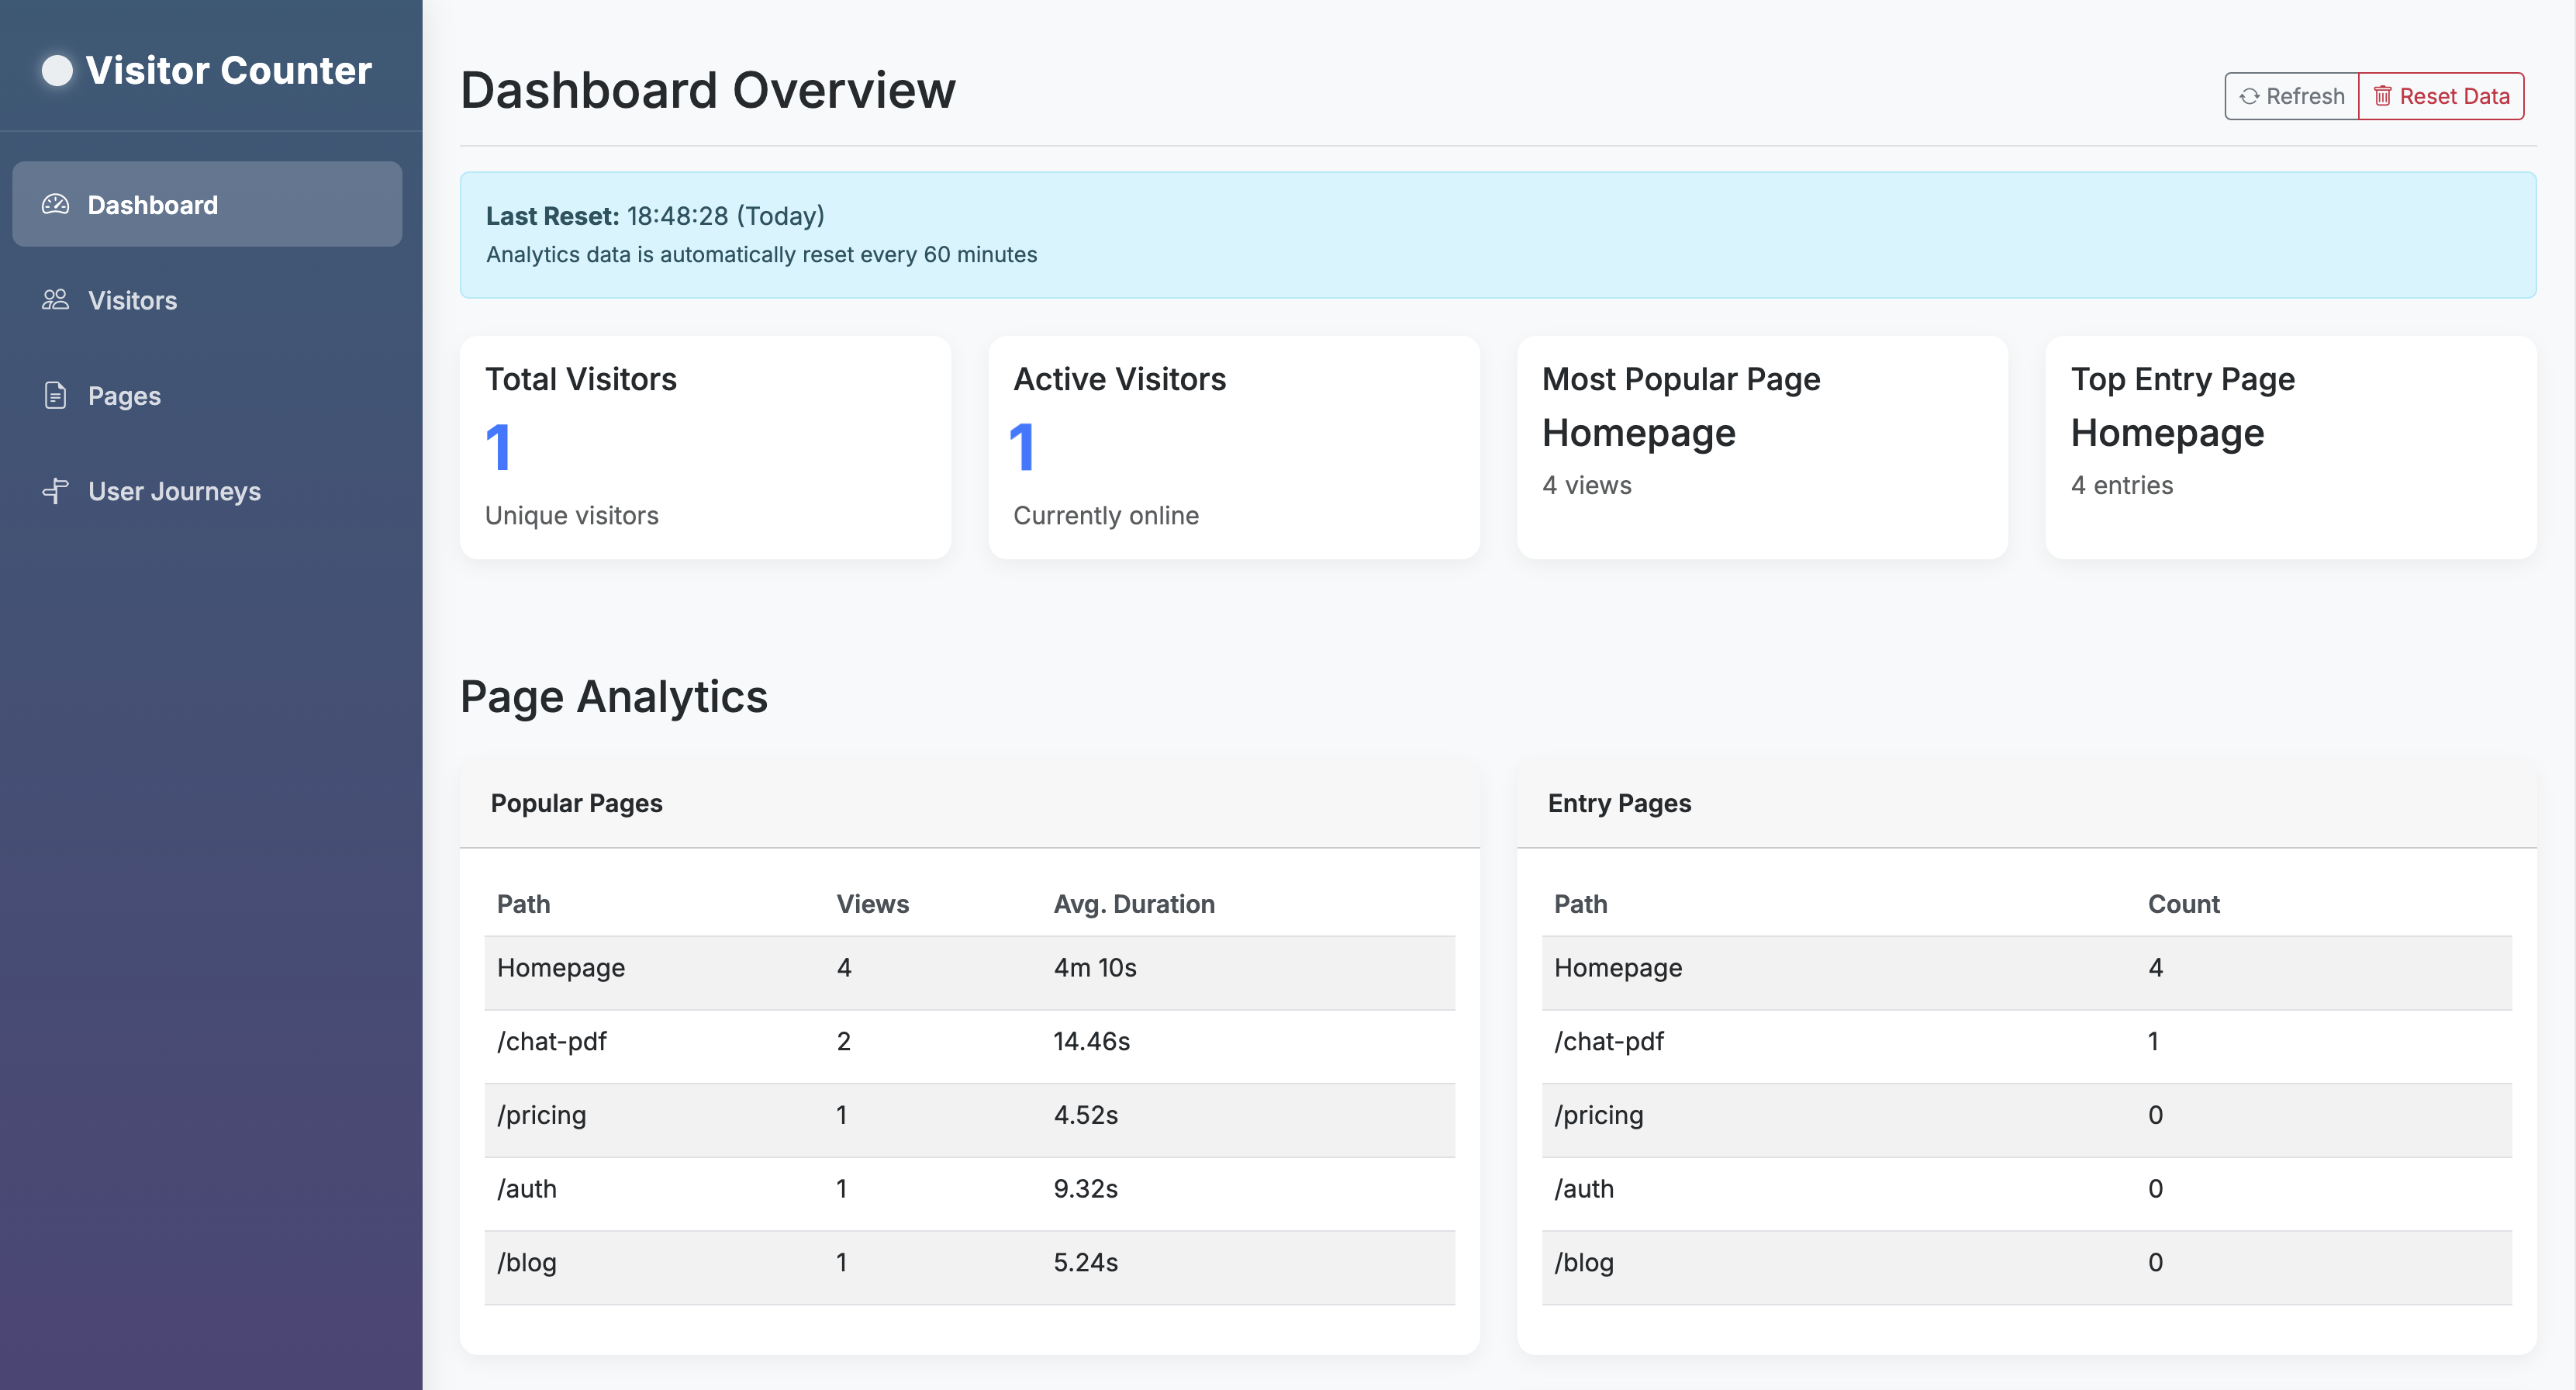 Visitor Counter
Dashboard
Visitors
Pages
User Journeys
Dashboard Overview
Refresh
Reset Data
Last Reset: 18:48:28 (Today)
Analytics data is automatically reset every 60 minutes
Total Visitors
1
Unique visitors
Active Visitors
1
Currently online
Most Popular Page
Homepage
4 views
Top Entry Page
Homepage
4 entries
Page Analytics
Popular Pages
Path Views Avg. Duration
Homepage 4 4m 10s
/chat-pdf 2 14.46s
/pricing 1 4.52s
/auth 1 9.32s
/blog 1 5.24s
Entry Pages
Path Count
Homepage 4
/chat-pdf 1
/pricing 0
/auth 0
/blog 0